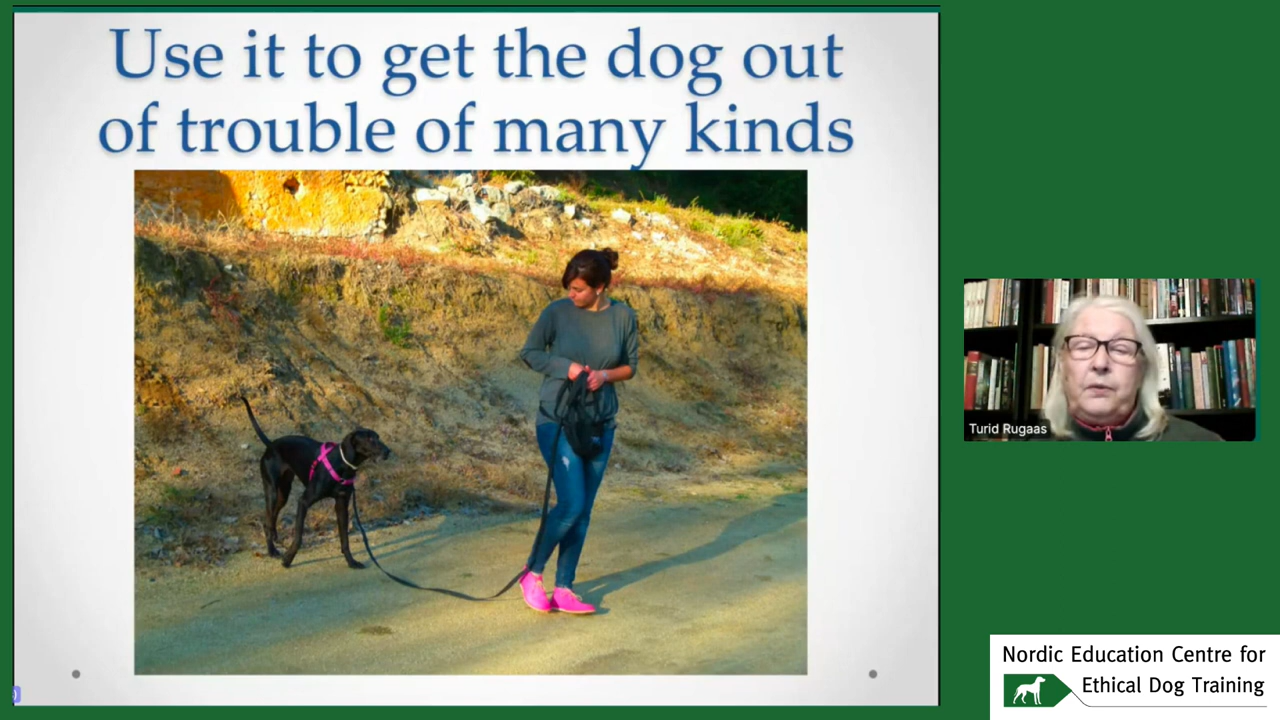 Use it to get the dog out
of trouble of many kinds
Turid Rugaas
Nordic Education Centre for
Ethical Dog Training